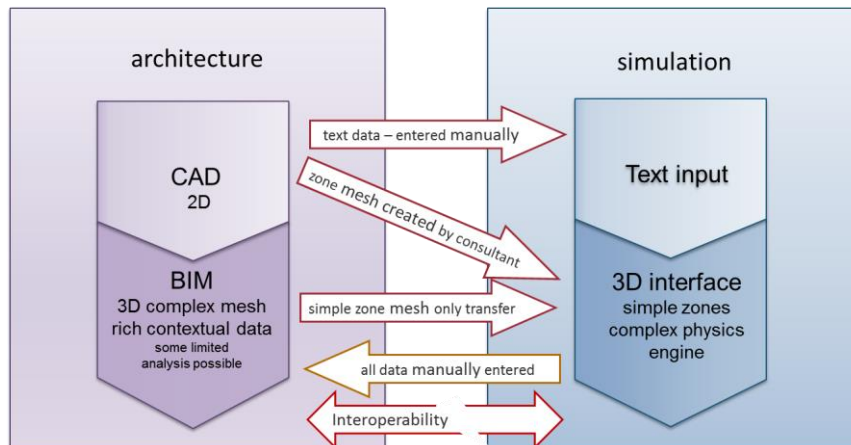 architecture
simulation
CAD
2D
text data – entered manually
Text input
zone mesh created by consultant
BIM
3D complex mesh
rich contextual data
some limited
analysis possible
simple zone mesh only transfer
3D interface
simple zones
complex physics
engine
all data manually entered
Interoperability